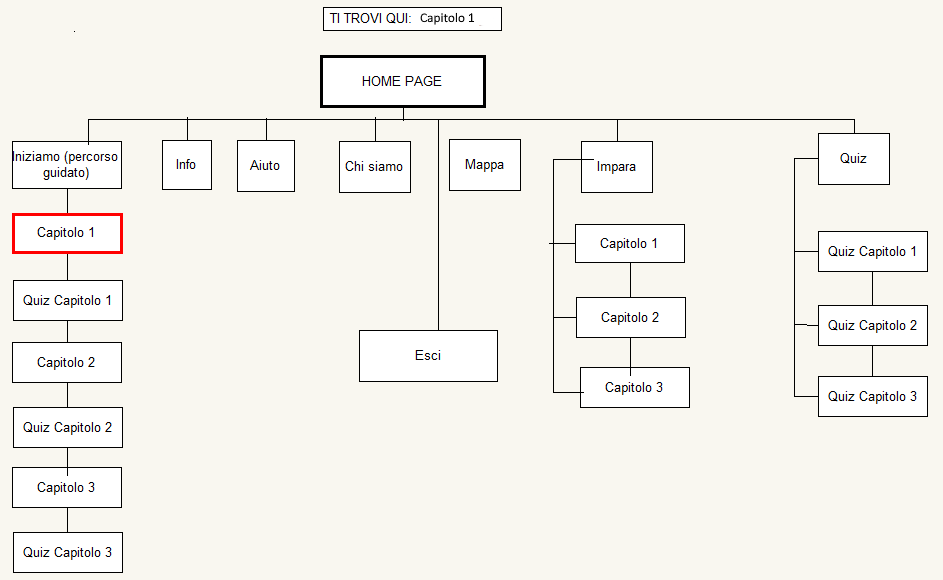 TI TROVI QUI: Capitolo 1
HOME PAGE
Iniziamo (percorso
guidato)
Info
Aiuto
Chi siamo
Mappa
Impara
Quiz
Capitolo 1
Quiz Capitolo 1
Capitolo 2
Quiz Capitolo 2
Capitolo 3
Quiz Capitolo 3
Esci
Capitolo 1
Capitolo 2
Capitolo 3
Quiz Capitolo 1
Quiz Capitolo 2
Quiz Capitolo 3